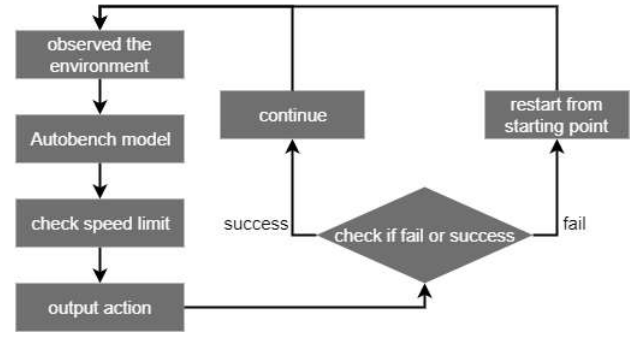 observed the
environment
Autobench model
check speed limit
output action
continue
restart from
starting point
success
check if fail or success
fail